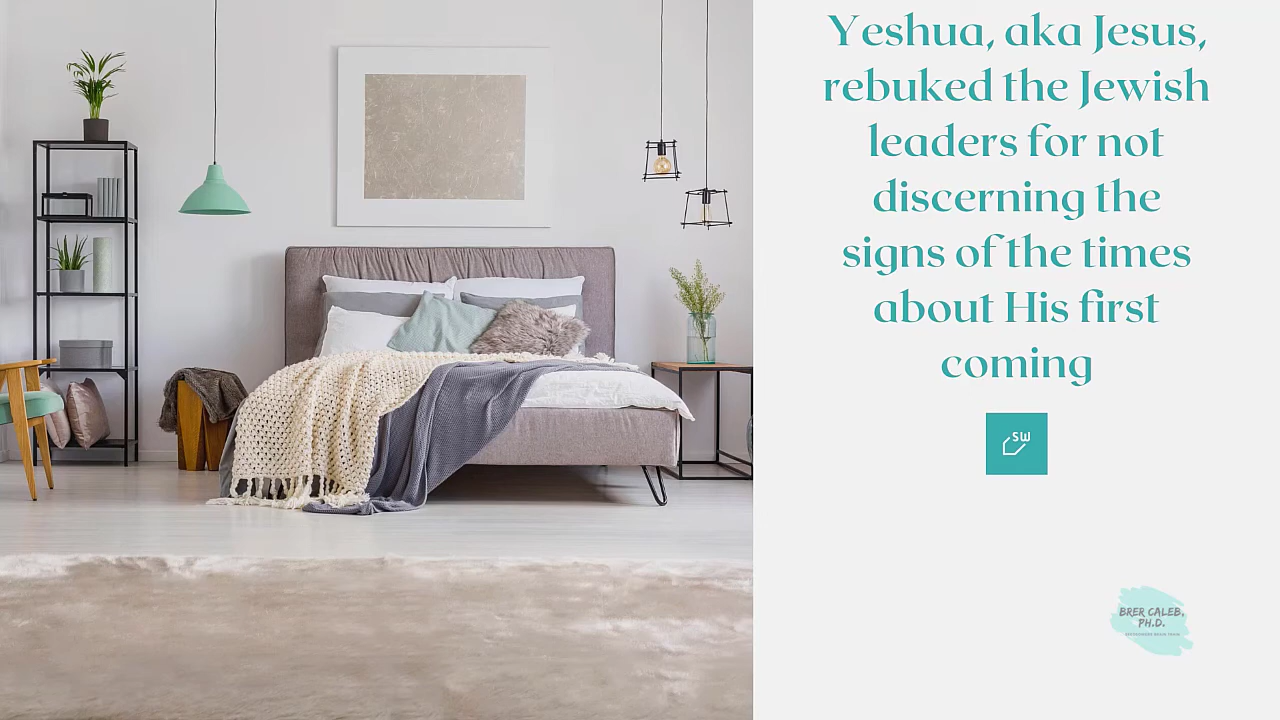 Yeshua, aka Jesus,
rebuked the Jewish
leaders for not
discerning the
signs of the times
about His first
coming
SW
BRER CALEB,
PH.D.